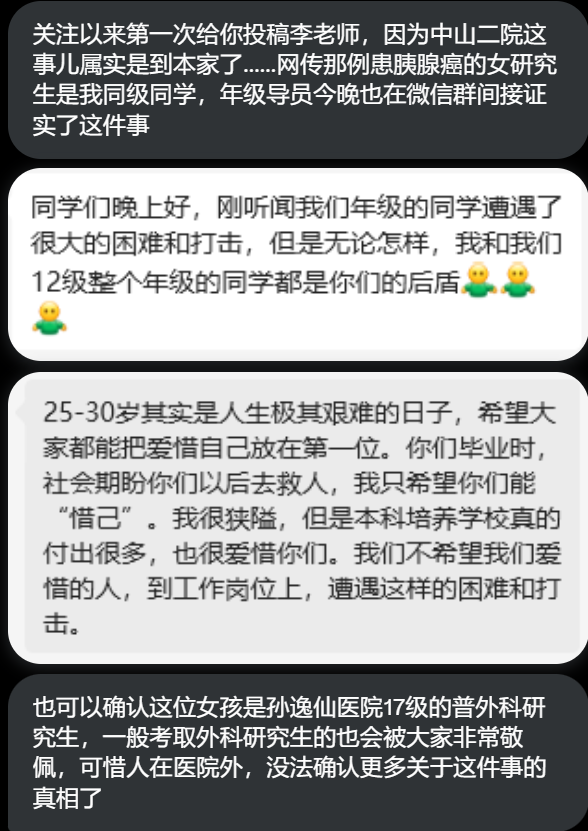 关注以来第一次给你投稿李老师，因为中山二院这
事儿属实是到本家了......网传那例患胰腺癌的女研究
生是我同级同学，年级导员今晚也在微信群间接证
实了这件事
同学们晚上好，刚听闻我们年级的同学遭遇了
很大的困难和打击，但是无论怎样，我和我们
12级整个年级的同学都是你们的后盾
25-30岁其实是人生极其艰难的日子，希望大
家都能把爱惜自己放在第一位。你们毕业时，
社会期盼你们以后去救人，我只希望你们能
“惜己”。我很狭隘，但是本科培养学校真的
付出很多，也很爱惜你们。我们不希望我们爱
惜的人，到工作岗位上，遭遇这样的困难和打
击。
也可以确认这位女孩是孙逸仙医院17级的普外科研
究生，一般考取外科研究生的也会被大家非常敬
佩，可惜人在医院外，没法确认更多关于这件事的
真相了